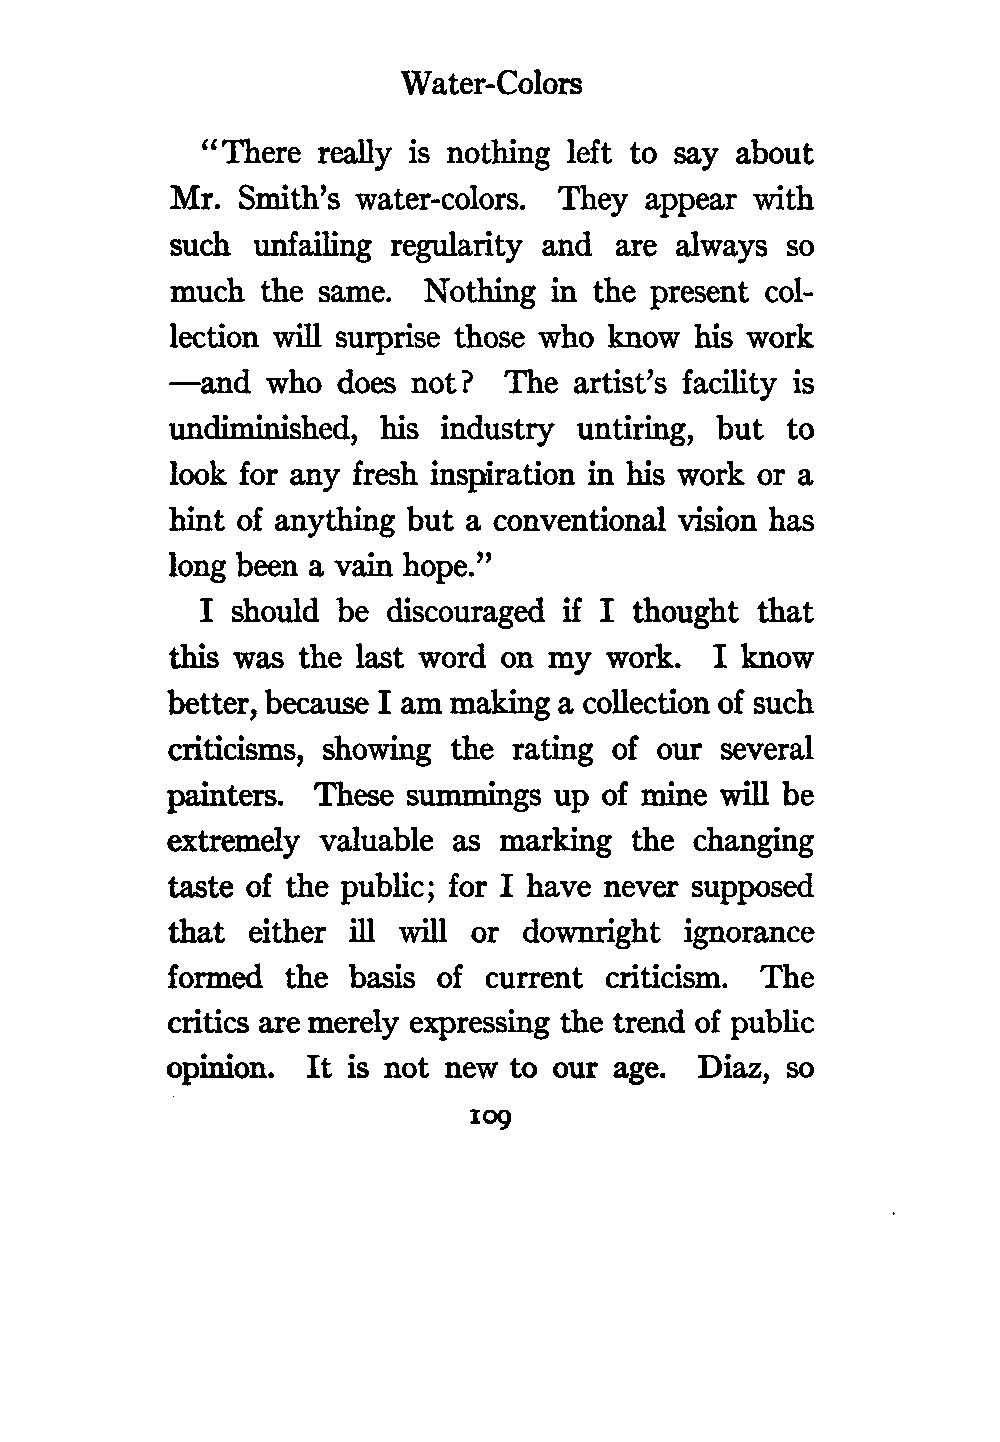 Water-Colors
“There really is nothing left to say about
Mr. Smith’s water-colors. They appear with
such unfailing regularity and are always so
much the same. Nothing in the present col-
lection will surprise those who know his work
—and who does not? The artist’s facility is
undiminished, his industry untiring, but to
look for any fresh inspiration in his work or a
hint of anything but a conventional vision has
long been a vain hope.”
I should be discouraged if I thought that
this was the last word on my work. I know
better, because I am making a collection of such
criticisms, showing the rating of our several
painters. These summings up of mine will be
extremely valuable as marking the changing
taste of the public; for I have never supposed
that either ill will or downright ignorance
formed the basis of current criticism. The
critics are merely expressing the trend of public
opinion. It is not new to our age. Diaz, so
109